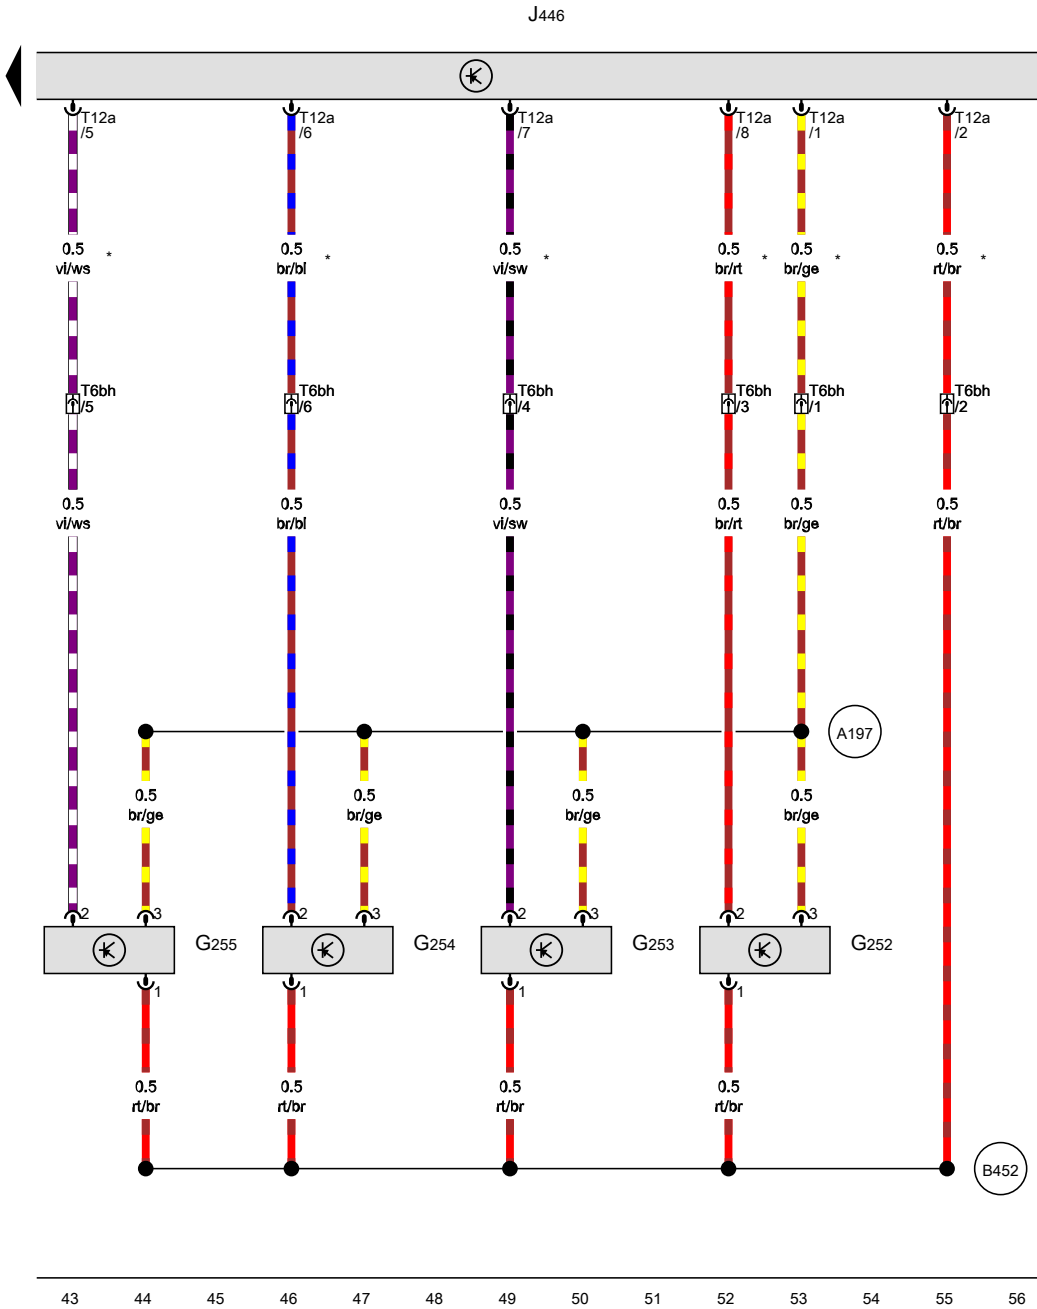 J446
T12a T12a T12a T12a T12a T12a
/5 /6 /7 /8 /1 /2
0.5 0.5 0.5 0.5 0.5 0.5
vi/ws * br/bl * vi/sw * br/rt * br/ge * rt/br *
T6bh T6bh T6bh T6bh T6bh T6bh
/5 /6 /4 /3 /1 /2
0.5 0.5 0.5 0.5 0.5 0.5
vi/ws br/bl vi/sw br/rt br/ge rt/br
A197
0.5 0.5 0.5 0.5
br/ge br/ge br/ge br/ge
2 3 2 3 2 3 2 3
G255 G254 G253 G252
1 1 1 1
0.5 0.5 0.5 0.5
rt/br rt/br rt/br rt/br
B452
43 44 45 46 47 48 49 50 51 52 53 54 55 56